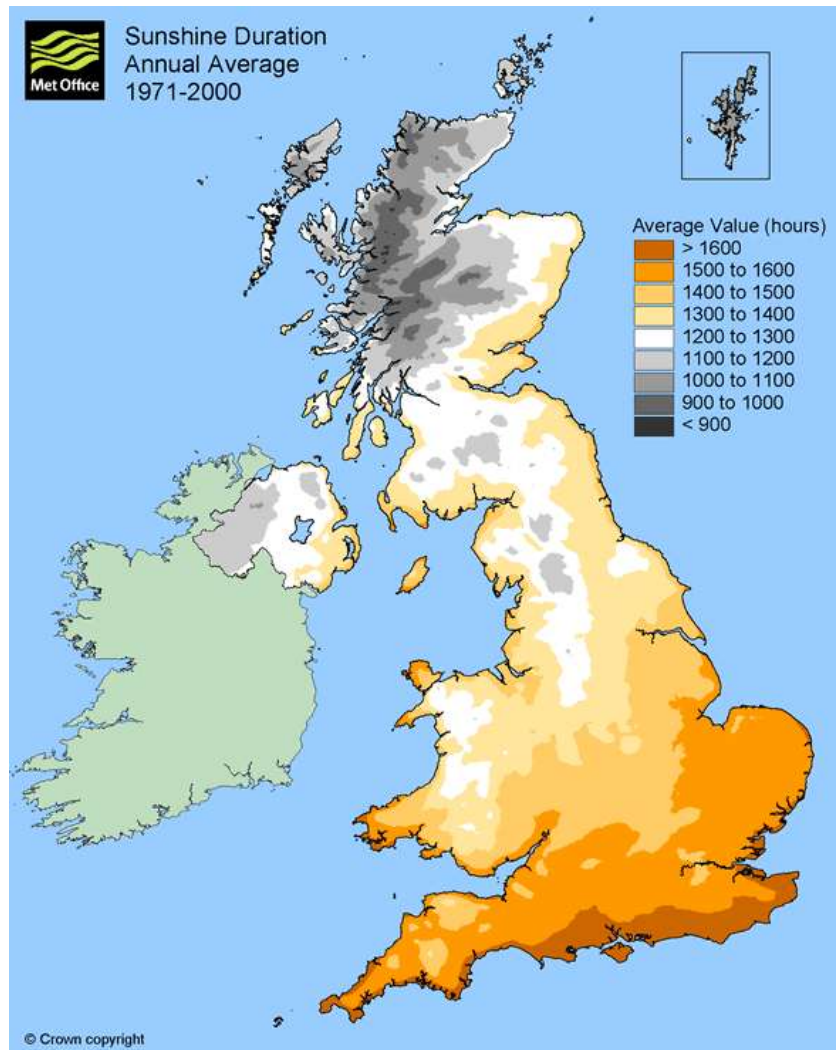 Met Office
Sunshine Duration
Annual Average
1971-2000
Average Value (hours)
> 1600
1500 to 1600
1400 to 1500
1300 to 1400
1200 to 1300
1100 to 1200
1000 to 1100
900 to 1000
< 900
© Crown copyright